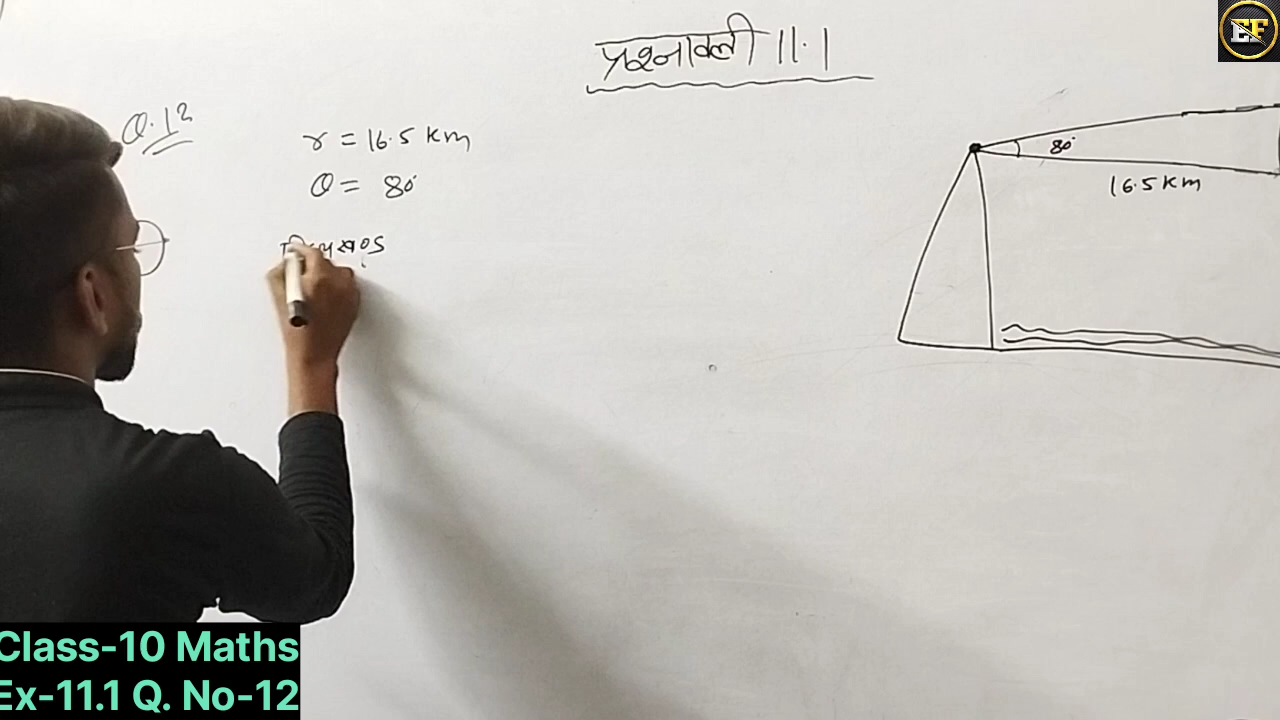 प्रश्नावली 11.1
Q.12
r = 16.5 km
θ = 80°
80°
16.5 km
EF
Class-10 Maths
Ex-11.1 Q. No-12